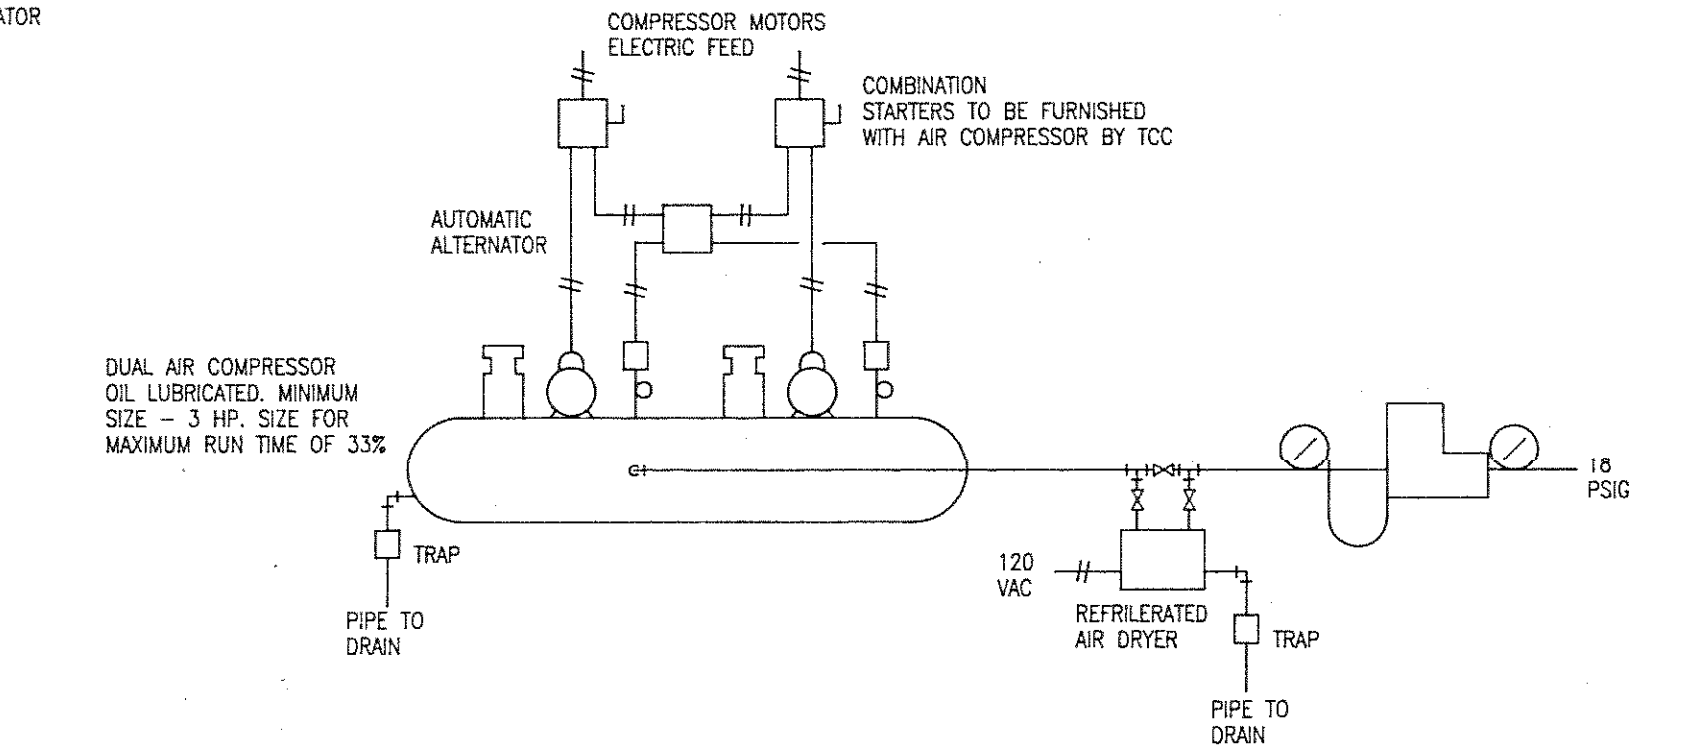 ATOR
COMPRESSOR MOTORS
ELECTRIC FEED
COMBINATION
STARTERS TO BE FURNISHED
WITH AIR COMPRESSOR BY TCC
AUTOMATIC
ALTERNATOR
DUAL AIR COMPRESSOR
OIL LUBRICATED. MINIMUM
SIZE – 3 HP. SIZE FOR
MAXIMUM RUN TIME OF 33%
18
PSIG
TRAP
120
VAC
REFRILERATED
AIR DRYER
PIPE TO
DRAIN
TRAP
PIPE TO
DRAIN